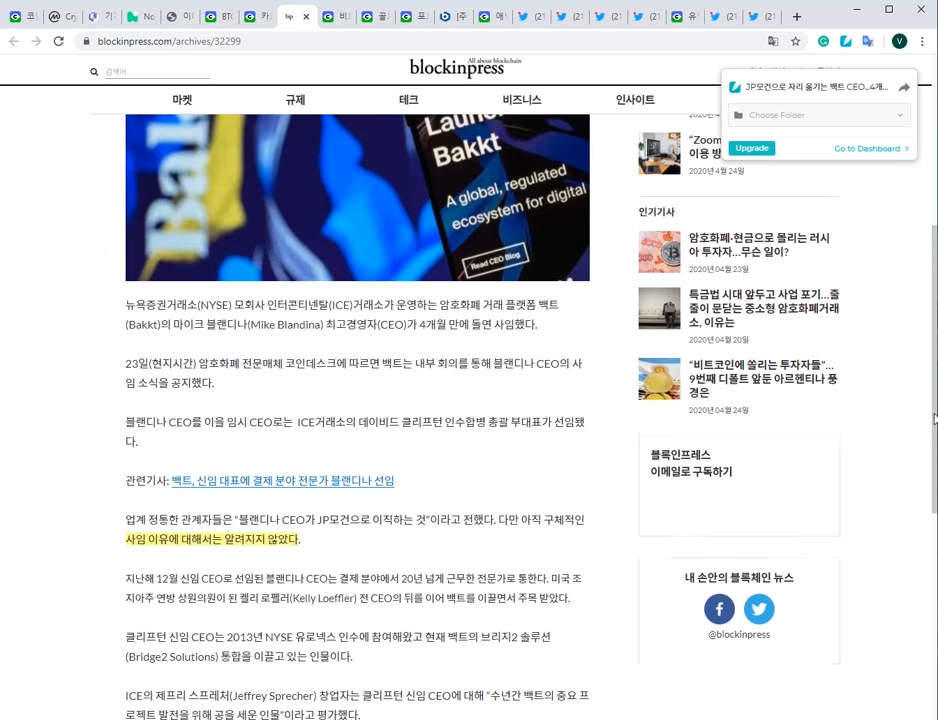 코
Cry
기
No
이
BTC
카
bip
비
골
포
[주
애
(21
(21
(21
(21
유
(21
(21
blockinpress.com/archives/32299
V
검색어
All about blockchain
blockinpress
JP모건으로 자리 옮기는 백트 CEO...4개...
Choose Folder
Upgrade
Go to Dashboard
마켓
규제
테크
비즈니스
인사이트
Launc
Bakkt
A global, regulated
ecosystem for digital
Read CEO Blog
Bak
뉴욕증권거래소(NYSE) 모회사 인터콘티넨탈(ICE)거래소가 운영하는 암호화폐 거래 플랫폼 백트
(Bakkt)의 마이크 블랜디나(Mike Blandina) 최고경영자(CEO)가 4개월 만에 돌연 사임했다.
23일(현지시간) 암호화폐 전문매체 코인데스크에 따르면 백트는 내부 회의를 통해 블랜디나 CEO의 사
임 소식을 공지했다.
블랜디나 CEO를 이을 임시 CEO로는 ICE거래소의 데이비드 클리프턴 인수합병 총괄 부대표가 선임됐
다.
관련기사: 백트, 신임 대표에 결제 분야 전문가 블랜디나 선임
업계 정통한 관계자들은 “블랜디나 CEO가 JP모건으로 이직하는 것”이라고 전했다. 다만 아직 구체적인
사임 이유에 대해서는 알려지지 않았다.
지난해 12월 신임 CEO로 선임된 블랜디나 CEO는 결제 분야에서 20년 넘게 근무한 전문가로 통한다. 미국 조
지아주 연방 상원의원이 된 켈리 로펠러(Kelly Loeffler) 전 CEO의 뒤를 이어 백트를 이끌면서 주목 받았다.
클리프턴 신임 CEO는 2013년 NYSE 유로넥스 인수에 참여해왔고 현재 백트의 브리지2 솔루션
(Bridge2 Solutions) 통합을 이끌고 있는 인물이다.
ICE의 제프리 스프레처(Jeffrey Sprecher) 창업자는 클리프턴 신임 CEO에 대해 “수년간 백트의 중요 프
로젝트 발전을 위해 공을 세운 인물”이라고 평가했다.
“Zoom
이용 방
2020년 4월 24일
인기기사
암호화폐·현금으로 몰리는 러시
아 투자자…무슨 일이?
2020년 04월 23일
특금법 시대 앞두고 사업 포기…줄
줄이 문닫는 중소형 암호화폐거래
소, 이유는
2020년 04월 20일
“비트코인에 쏠리는 투자자들”…
9번째 디폴트 앞둔 아르헨티나 풍
경은
2020년 04월 24일
블록인프레스
이메일로 구독하기
내 손안의 블록체인 뉴스
@blockinpress